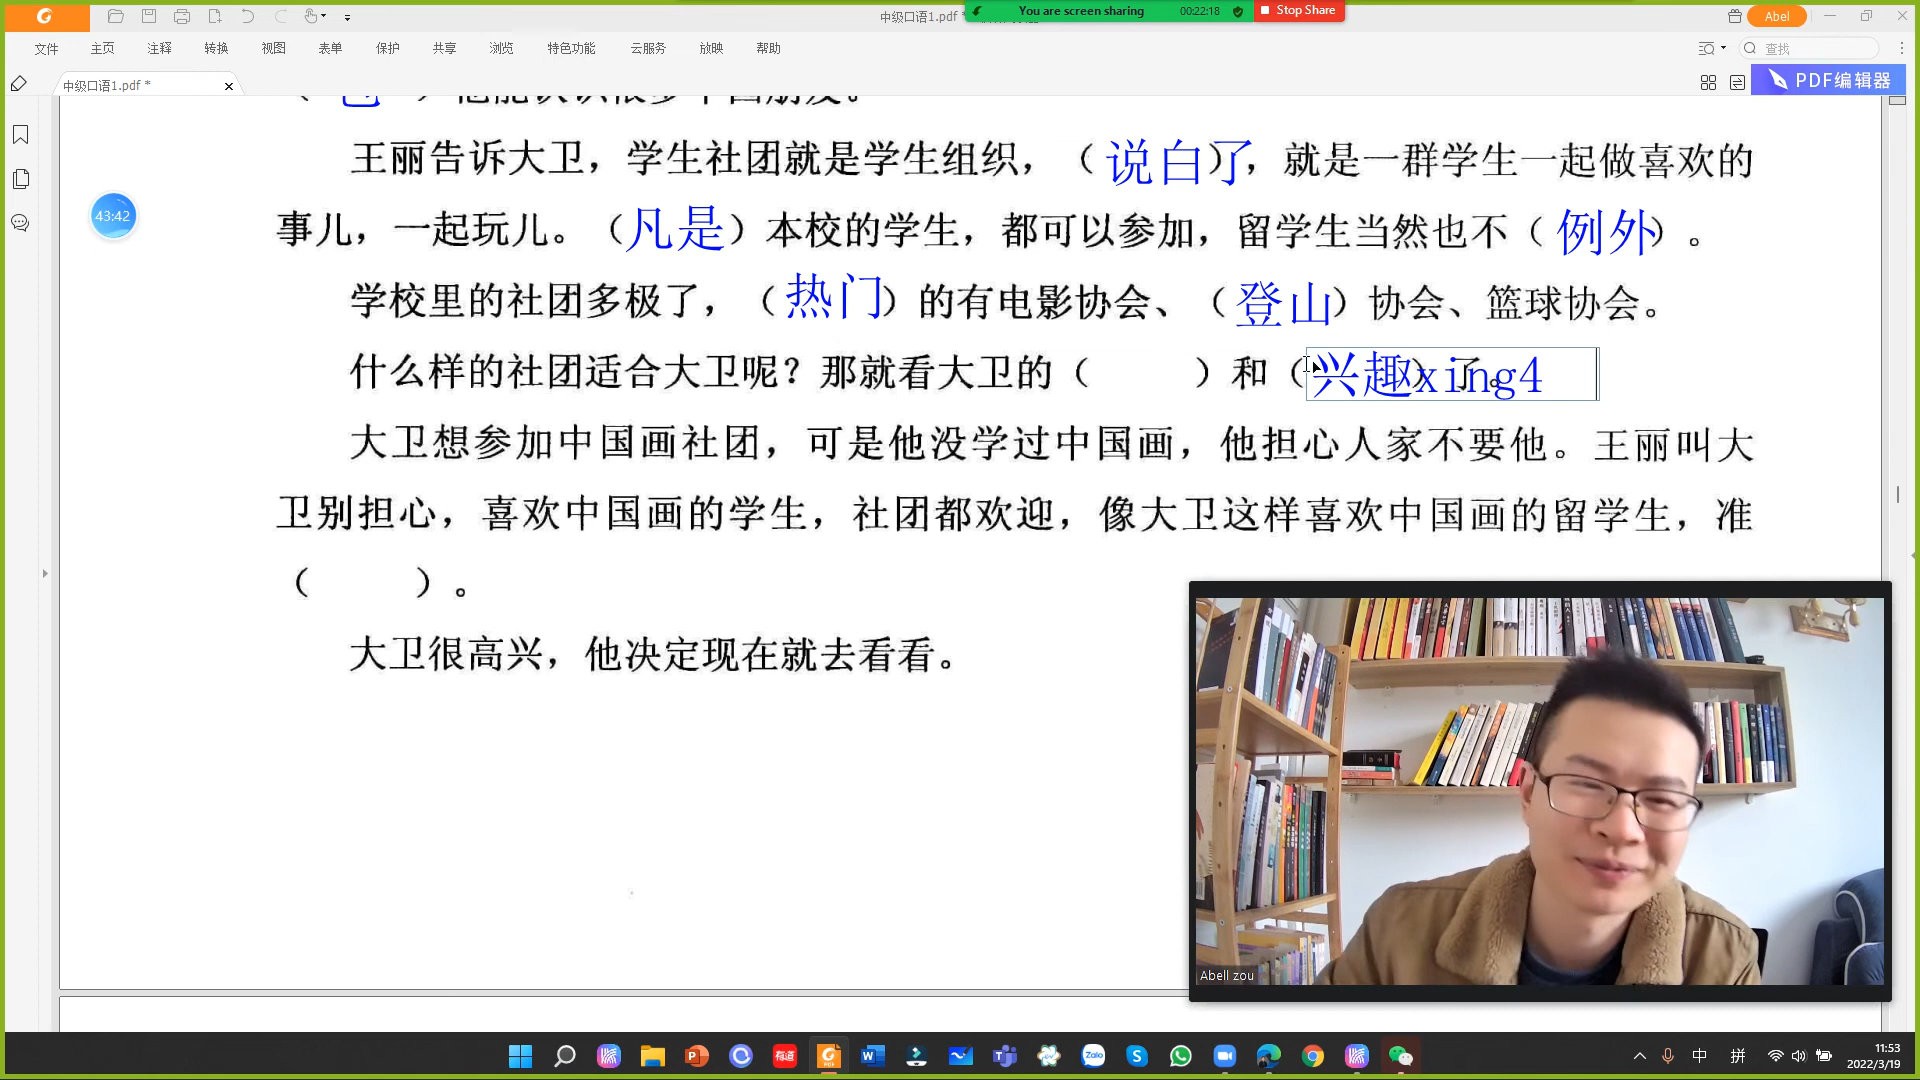 中级口语1.pdf *
You are screen sharing 00:22:18 Stop Share
Abel
文件 主页 注释 转换 视图 表单 保护 共享 浏览 特色功能 云服务 放映 帮助
查找
中级口语1.pdf *
PDF编辑器
王丽告诉大卫，学生社团就是学生组织，（说白了），就是一群学生一起做喜欢的
43:42
事儿，一起玩儿。（凡是）本校的学生，都可以参加，留学生当然也不（例外）。
学校里的社团多极了，（热门）的有电影协会、（登山）协会、篮球协会。
什么样的社团适合大卫呢？那就看大卫的（ ）和（兴趣xing4）了。
大卫想参加中国画社团，可是他没学过中国画，他担心人家不要他。王丽叫大
卫别担心，喜欢中国画的学生，社团都欢迎，像大卫这样喜欢中国画的留学生，准
（ ）。
大卫很高兴，他决定现在就去看看。
Abell zou
有道
Zalo
中 拼
11:53
2022/3/19